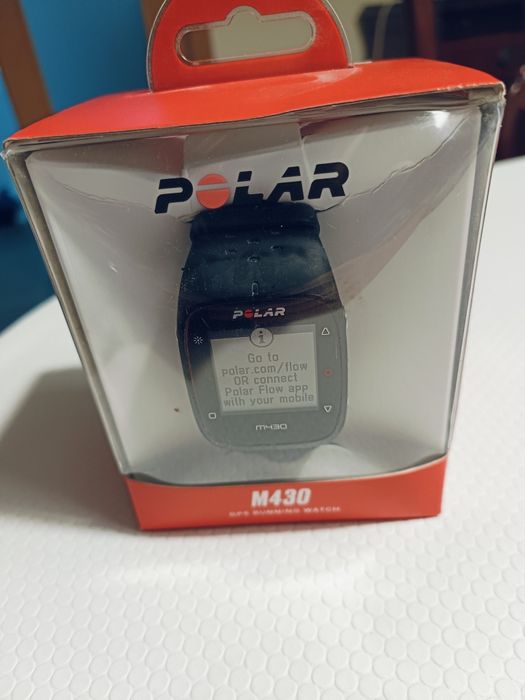 POLAR
POLAR
i
Go to
polar.com/flow
OR connect
Polar Flow app
with your mobile
M430
M430
GPS RUNNING WATCH